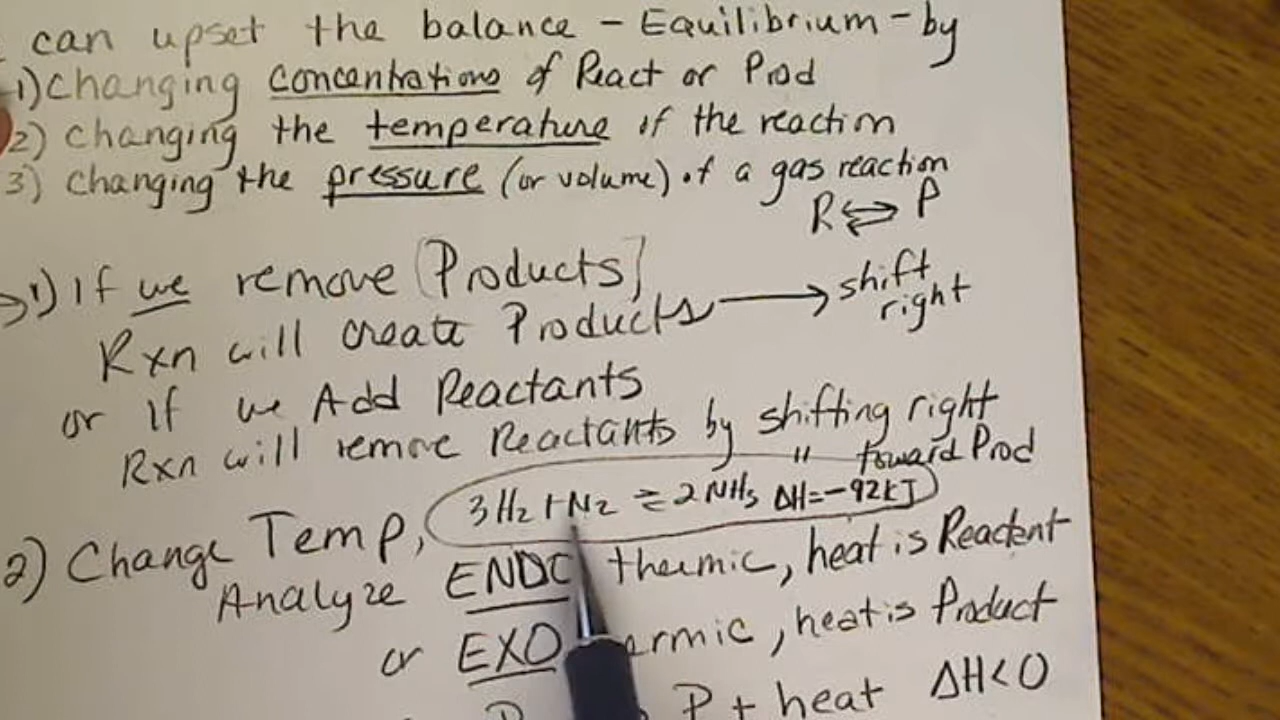 can upset the balance - Equilibrium - by
1) Changing Concentrations of React or Prod
2) Changing the temperature of the reaction
3) Changing the pressure (or volume) of a gas reaction
R ⇌ P
→ 1) If we remove [Products]
Rxn will create Products → shift right
or If we Add Reactants
Rxn will remove Reactants by shifting right
" toward Prod
2) Change Temp, 3H₂ + N₂ ⇌ 2NH₃ ΔH=-92kJ
Analyze ENDO thermic, heat is Reactant
or EXO ermic, heat is Product
P + heat ΔH<0